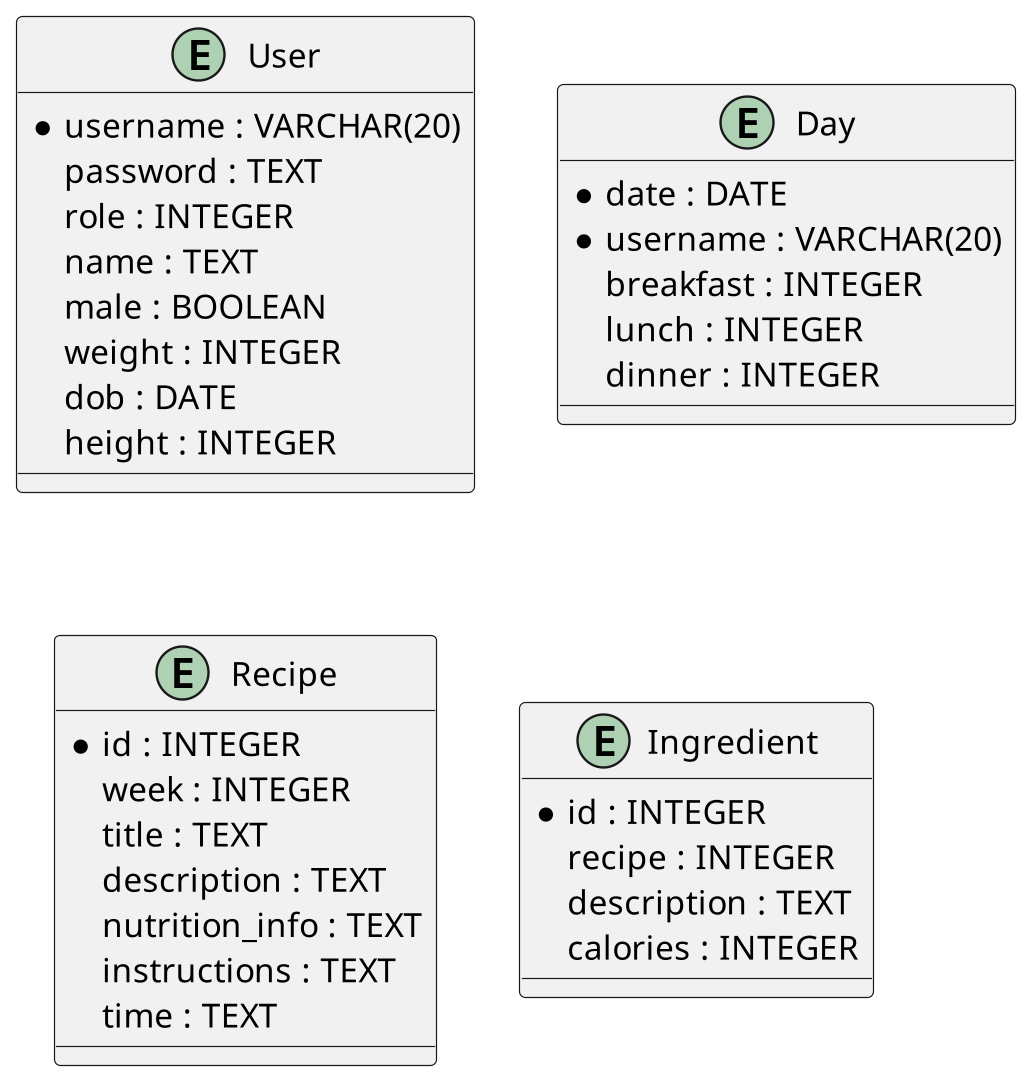 E User
* username : VARCHAR(20)
password : TEXT
role : INTEGER
name : TEXT
male : BOOLEAN
weight : INTEGER
dob : DATE
height : INTEGER
E Day
* date : DATE
* username : VARCHAR(20)
breakfast : INTEGER
lunch : INTEGER
dinner : INTEGER
E Recipe
* id : INTEGER
week : INTEGER
title : TEXT
description : TEXT
nutrition_info : TEXT
instructions : TEXT
time : TEXT
E Ingredient
* id : INTEGER
recipe : INTEGER
description : TEXT
calories : INTEGER